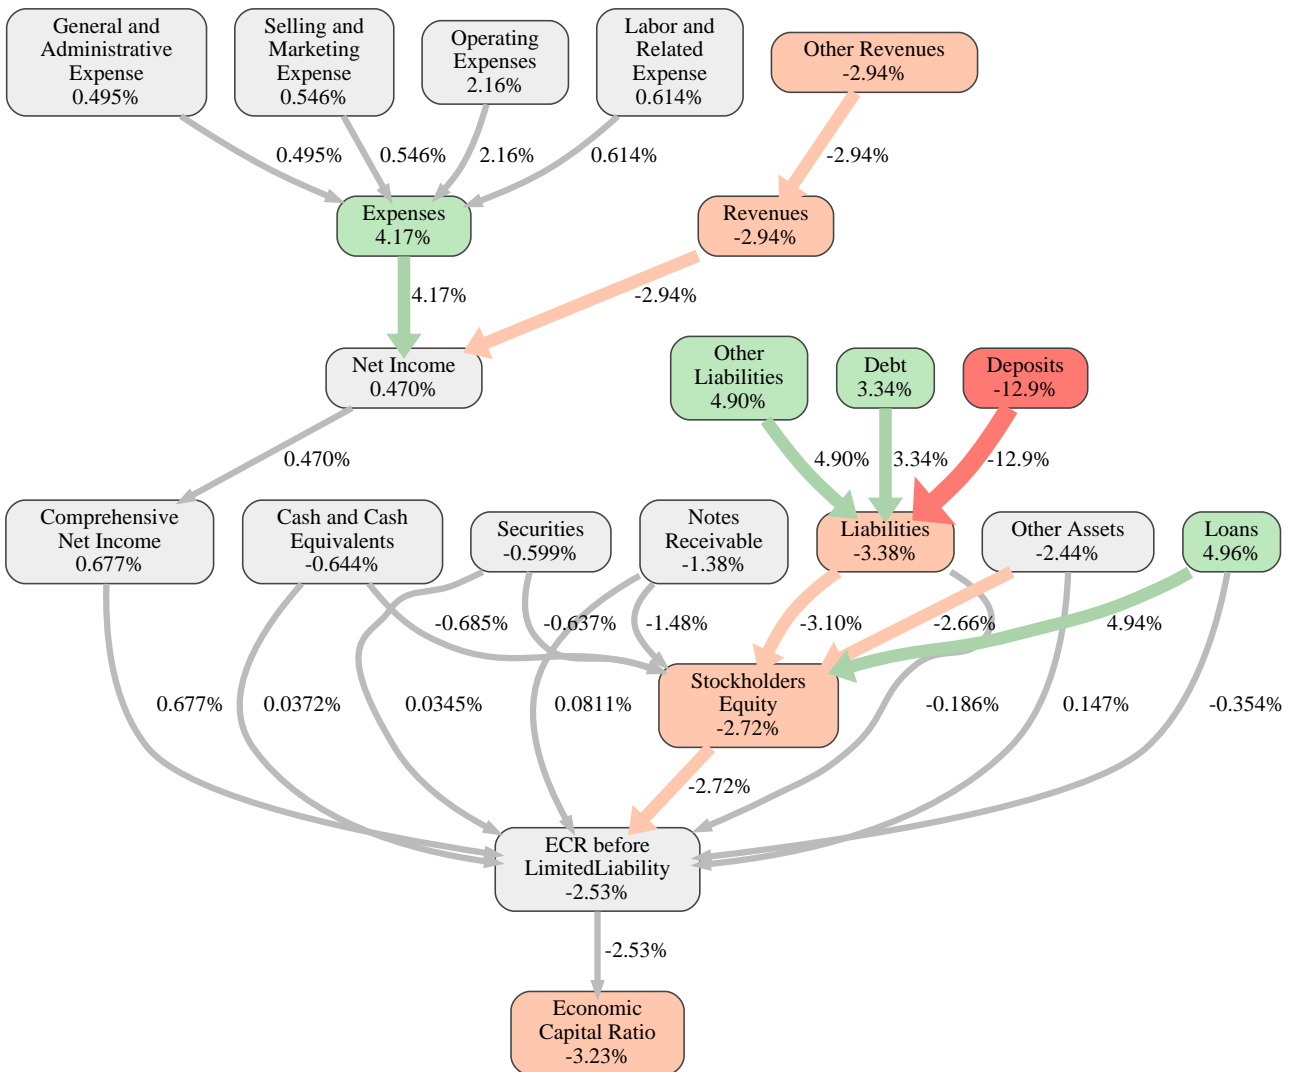 General and
Administrative
Expense
0.495%
Selling and
Marketing
Expense
0.546%
Operating
Expenses
2.16%
Labor and
Related
Expense
0.614%
Other Revenues
-2.94%
0.495%
0.546%
2.16%
0.614%
-2.94%
Expenses
4.17%
Revenues
-2.94%
4.17%
-2.94%
Net Income
0.470%
Other
Liabilities
4.90%
Debt
3.34%
Deposits
-12.9%
0.470%
4.90%
3.34%
-12.9%
Comprehensive
Net Income
0.677%
Cash and Cash
Equivalents
-0.644%
Securities
-0.599%
Notes
Receivable
-1.38%
Liabilities
-3.38%
Other Assets
-2.44%
Loans
4.96%
-0.685%
-0.637%
-1.48%
-3.10%
-2.66%
4.94%
Stockholders
Equity
-2.72%
0.677%
0.0372%
0.0345%
0.0811%
-0.186%
0.147%
-0.354%
-2.72%
ECR before
LimitedLiability
-2.53%
-2.53%
Economic
Capital Ratio
-3.23%